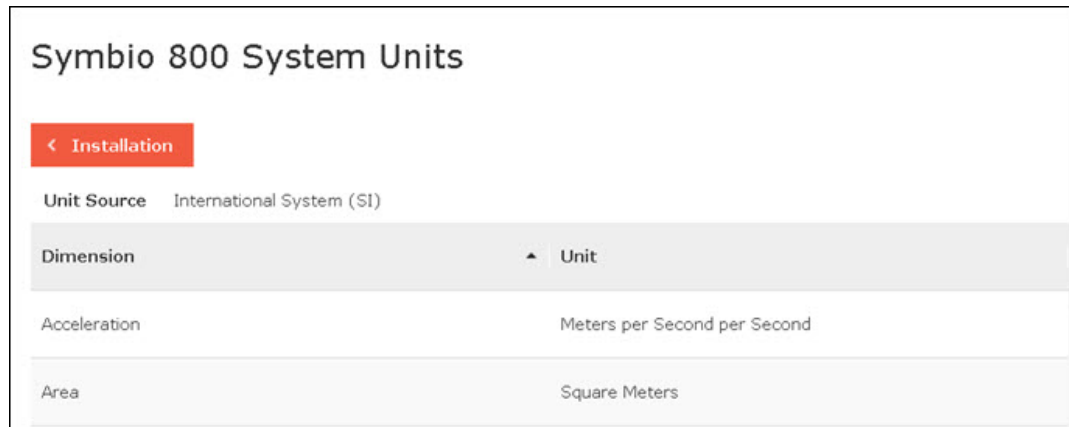 Symbio 800 System Units
< Installation
Unit Source International System (SI)
Dimension Unit
Acceleration Meters per Second per Second
Area Square Meters